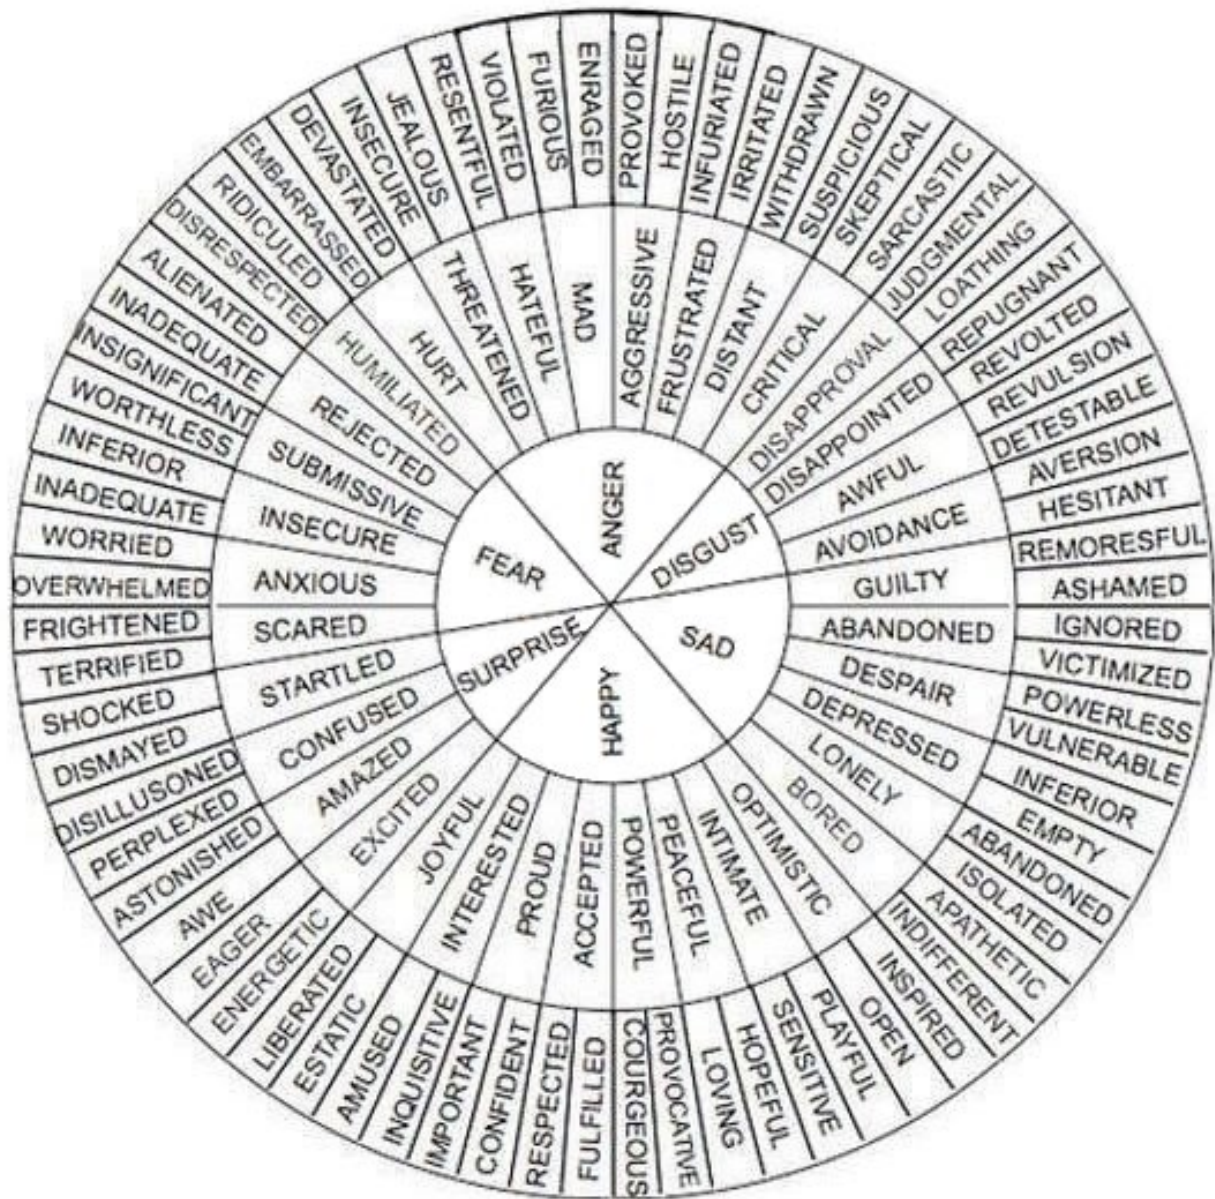 ANGER
DISGUST
SAD
HAPPY
SURPRISE
FEAR
MAD
AGGRESSIVE
FRUSTRATED
DISTANT
CRITICAL
DISAPPROVAL
DISAPPOINTED
AWFUL
AVOIDANCE
GUILTY
ABANDONED
DESPAIR
DEPRESSED
LONELY
BORED
OPTIMISTIC
INTIMATE
PEACEFUL
POWERFUL
ACCEPTED
PROUD
INTERESTED
JOYFUL
EXCITED
AMAZED
CONFUSED
STARTLED
SCARED
ANXIOUS
INSECURE
SUBMISSIVE
REJECTED
HUMILIATED
HURT
THREATENED
HATEFUL
ENRAGED
PROVOKED
HOSTILE
INFURIATED
IRRITATED
WITHDRAWN
SUSPICIOUS
SKEPTICAL
SARCASTIC
JUDGMENTAL
LOATHING
REPUGNANT
REVOLTED
REVULSION
DETESTABLE
AVERSION
HESITANT
REMORESFUL
ASHAMED
IGNORED
VICTIMIZED
POWERLESS
VULNERABLE
INFERIOR
EMPTY
ABANDONED
ISOLATED
APATHETIC
INDIFFERENT
INSPIRED
OPEN
PLAYFUL
SENSITIVE
HOPEFUL
LOVING
PROVOCATIVE
COURGEOUS
FULFILLED
RESPECTED
CONFIDENT
IMPORTANT
INQUISITIVE
AMUSED
ESTATIC
LIBERATED
ENERGETIC
EAGER
AWE
ASTONISHED
PERPLEXED
DISILLUSONED
DISMAYED
SHOCKED
TERRIFIED
FRIGHTENED
OVERWHELMED
WORRIED
INADEQUATE
INFERIOR
WORTHLESS
INSIGNIFICANT
INADEQUATE
ALIENATED
DISRESPECTED
RIDICULED
EMBARRASSED
DEVASTATED
INSECURE
JEALOUS
RESENTFUL
VIOLATED
FURIOUS